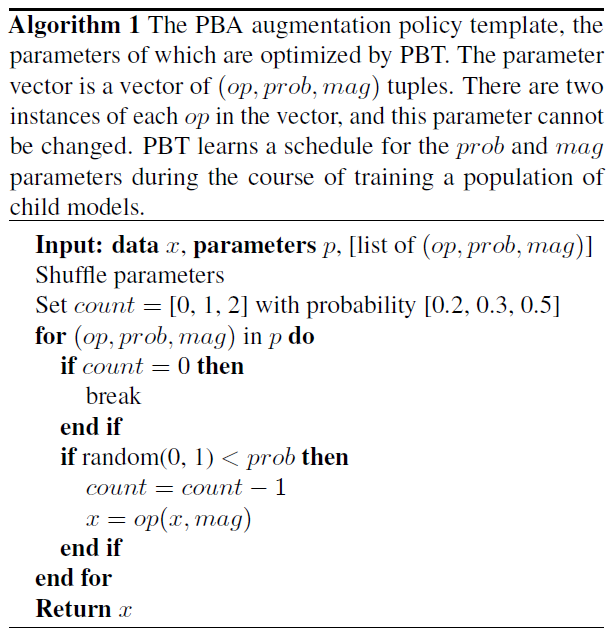 Algorithm 1 The PBA augmentation policy template, the
parameters of which are optimized by PBT. The parameter
vector is a vector of (op, prob, mag) tuples. There are two
instances of each op in the vector, and this parameter cannot
be changed. PBT learns a schedule for the prob and mag
parameters during the course of training a population of
child models.
Input: data x, parameters p, [list of (op, prob, mag)]
Shuffle parameters
Set count = [0, 1, 2] with probability [0.2, 0.3, 0.5]
for (op, prob, mag) in p do
if count = 0 then
break
end if
if random(0, 1) < prob then
count = count − 1
x = op(x, mag)
end if
end for
Return x